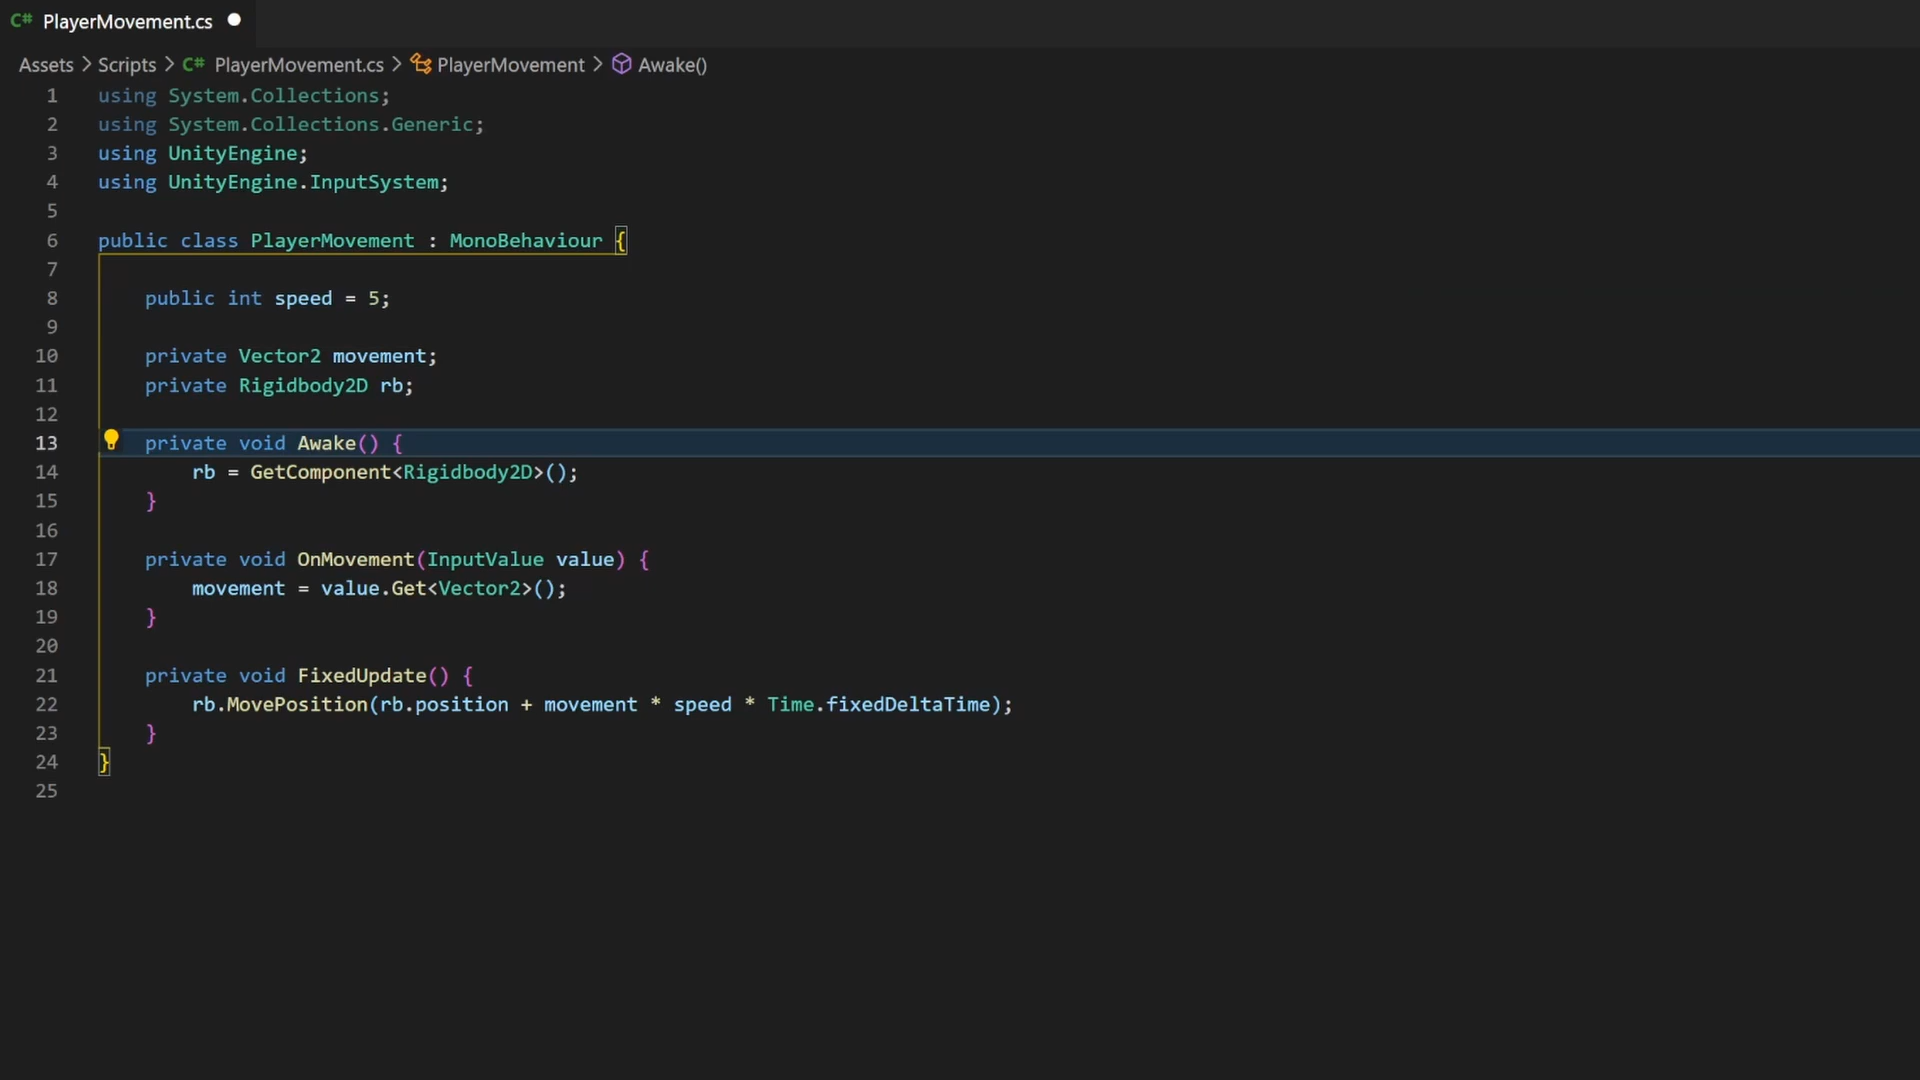 C# PlayerMovement.cs
Assets > Scripts > C# PlayerMovement.cs > PlayerMovement > Awake()
1 using System.Collections;
2 using System.Collections.Generic;
3 using UnityEngine;
4 using UnityEngine.InputSystem;
5
6 public class PlayerMovement : MonoBehaviour {
7
8 public int speed = 5;
9
10 private Vector2 movement;
11 private Rigidbody2D rb;
12
13 private void Awake() {
14 rb = GetComponent<Rigidbody2D>();
15 }
16
17 private void OnMovement(InputValue value) {
18 movement = value.Get<Vector2>();
19 }
20
21 private void FixedUpdate() {
22 rb.MovePosition(rb.position + movement * speed * Time.fixedDeltaTime);
23 }
24 }
25